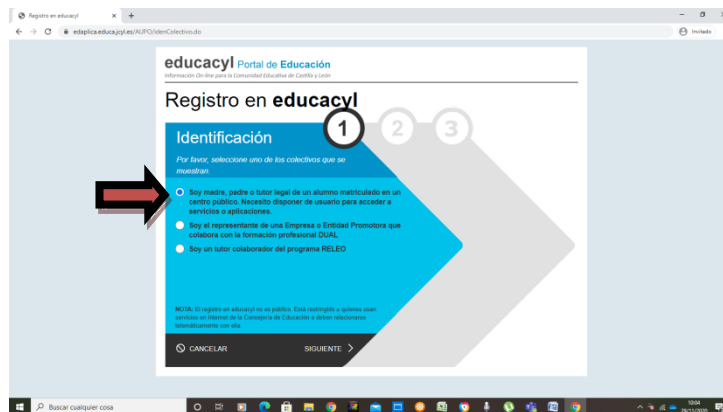 Registro en educacyl
edaplica.educa.jcyl.es/AUPO/idenColectivo.do
Invitado
educacyl Portal de Educación
Información On-line para la Comunidad Educativa de Castilla y León
Registro en educacyl
1
2
3
Identificación
Por favor, seleccione uno de los colectivos que se
muestran.
Soy madre, padre o tutor legal de un alumno matriculado en un
centro público. Necesito disponer de usuario para acceder a
servicios o aplicaciones.
Soy el representante de una Empresa o Entidad Promotora que
colabora con la formación profesional DUAL
Soy un tutor colaborador del programa RELEO
NOTA: El registro en educacyl no es público. Está restringido a quienes usan
servicios en Internet de la Consejería de Educación o deben relacionarse
telemáticamente con ella.
CANCELAR
SIGUIENTE
Buscar cualquier cosa
10:04
25/11/2020